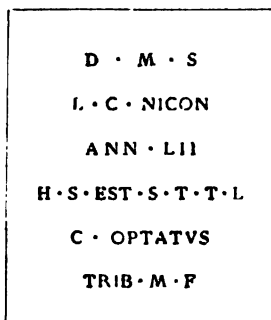 D · M · S
L · C · NICON
ANN · LII
H · S · EST · S · T · T · L
C · OPTATVS
TRIB · M · F